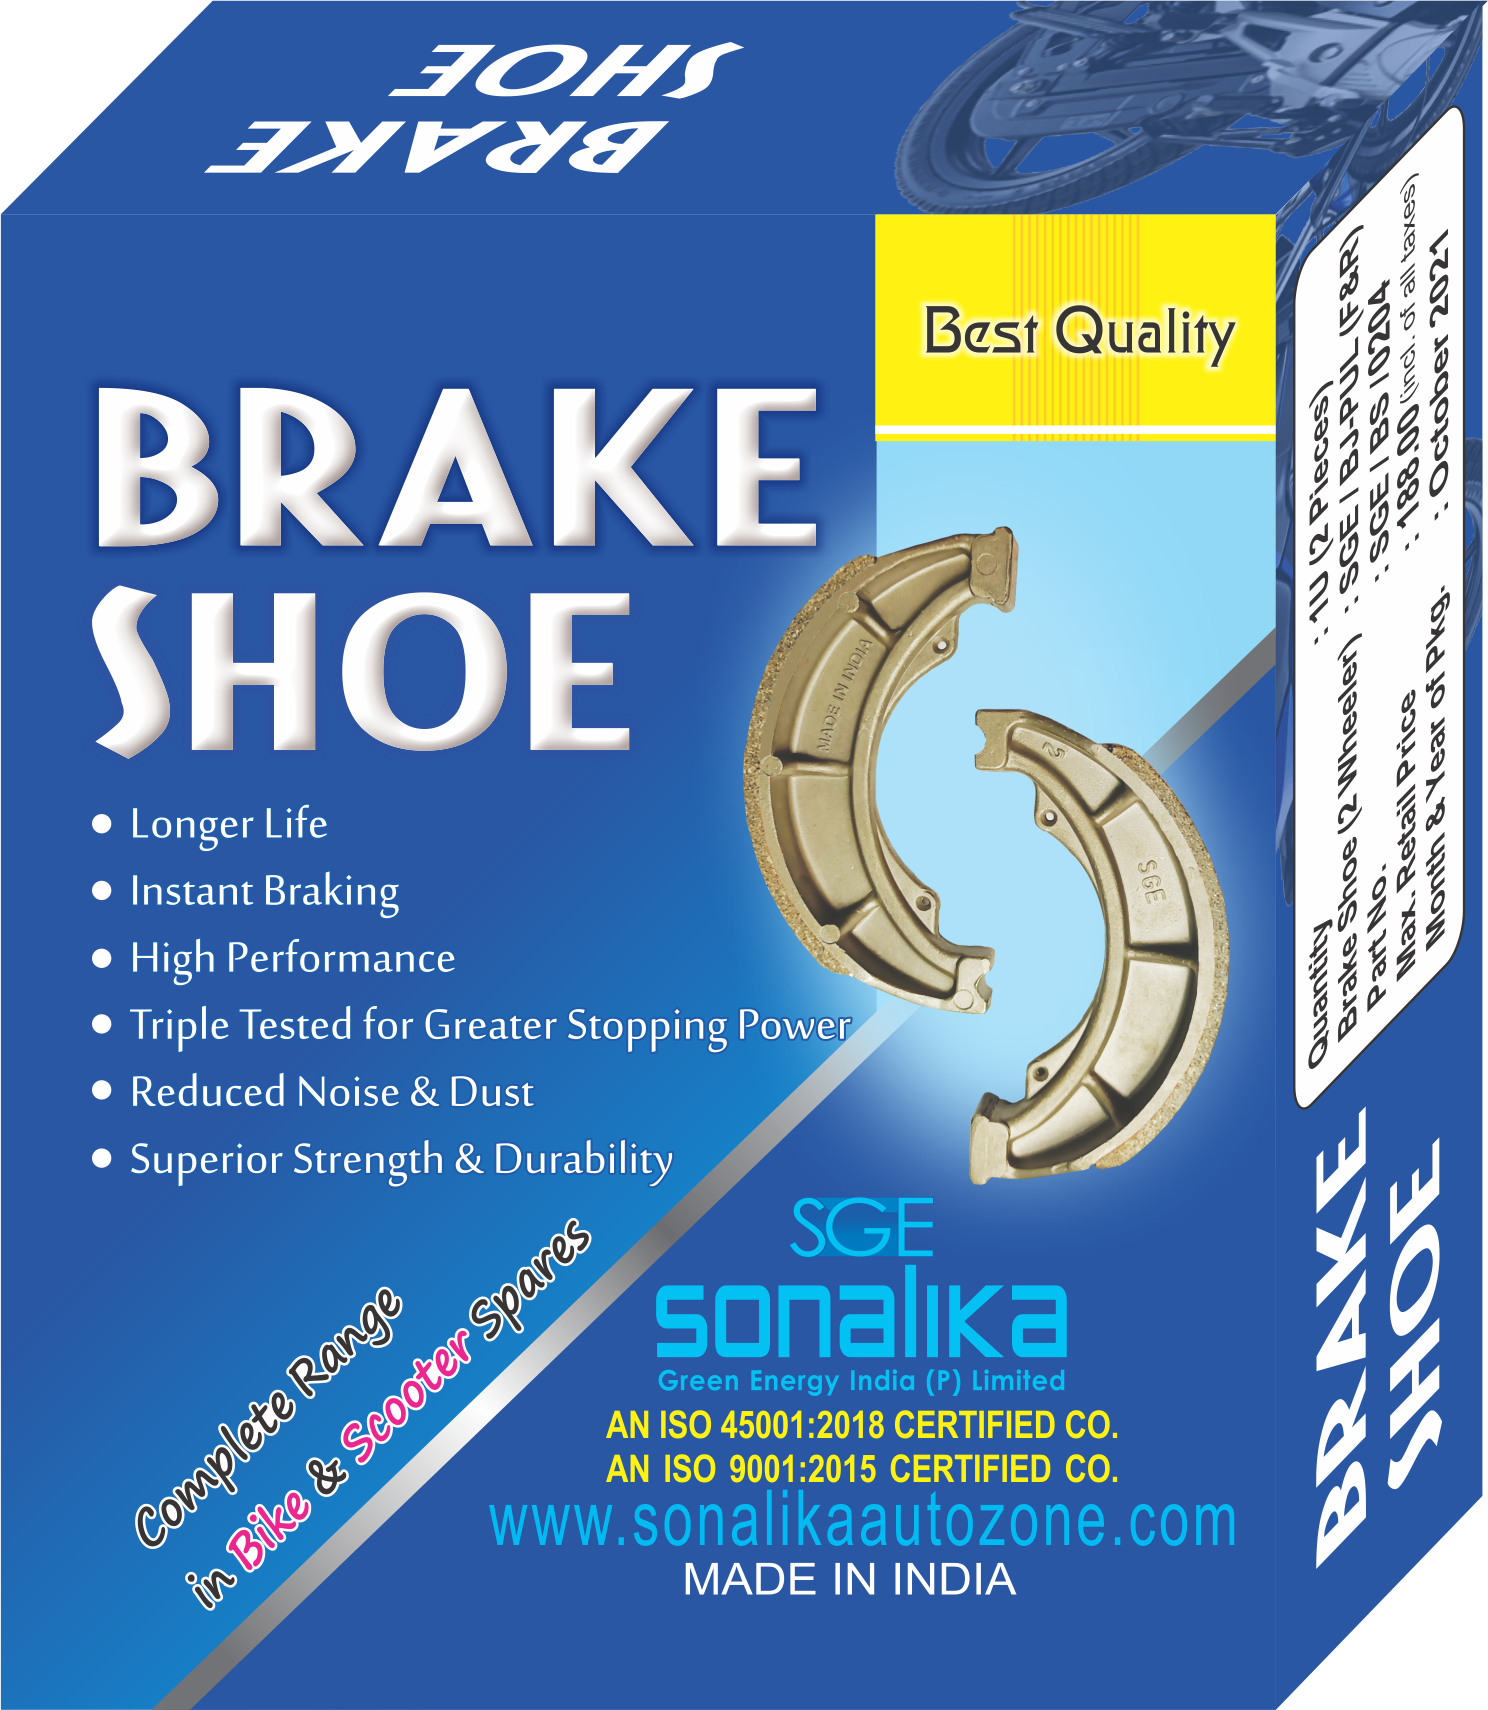 BRAKE
SHOE
Best Quality
BRAKE
SHOE
MADE IN INDIA
2
SGE
• Longer Life
• Instant Braking
• High Performance
• Triple Tested for Greater Stopping Power
• Reduced Noise & Dust
• Superior Strength & Durability
Complete Range
in Bike & Scooter Spares
SGE
sonalika
Green Energy India (P) Limited
AN ISO 45001:2018 CERTIFIED CO.
AN ISO 9001:2015 CERTIFIED CO.
www.sonalikaautozone.com
MADE IN INDIA
Quantity : 1U (2 Pieces)
Brake Shoe (2 Wheeler) : SGE / BJ-PUL (F&R)
Part No. : SGE / BS / 0204
Max. Retail Price : 188.00 (incl. of all taxes)
Month & Year of Pkg. : October 2021
BRAKE
SHOE